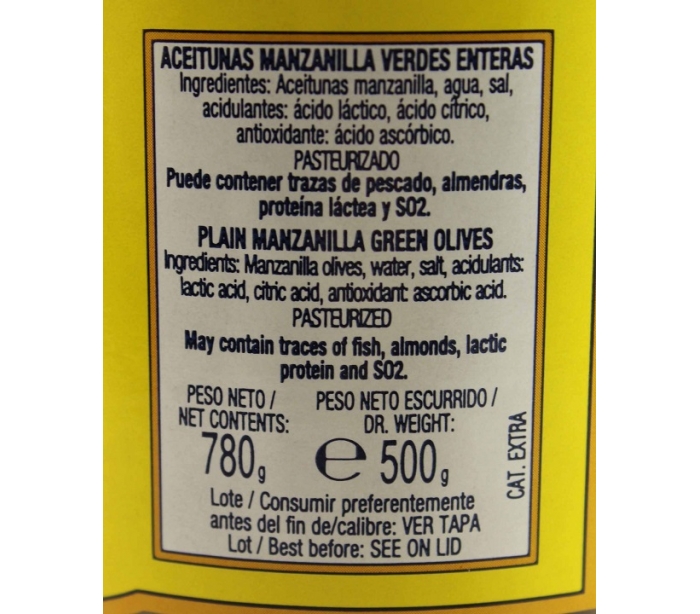 ACEITUNAS MANZANILLA VERDES ENTERAS
Ingredientes: Aceitunas manzanilla, agua, sal,
acidulantes: ácido láctico, ácido cítrico,
antioxidante: ácido ascórbico.
PASTEURIZADO
Puede contener trazas de pescado, almendras,
proteína láctea y SO2.
PLAIN MANZANILLA GREEN OLIVES
Ingredients: Manzanilla olives, water, salt, acidulants:
lactic acid, citric acid, antioxidant: ascorbic acid.
PASTEURIZED
May contain traces of fish, almonds, lactic
protein and SO2.
PESO NETO / PESO NETO ESCURRIDO /
NET CONTENTS: DR. WEIGHT:
780g ℮ 500g
CAT. EXTRA
Lote / Consumir preferentemente
antes del fin de/calibre: VER TAPA
Lot / Best before: SEE ON LID